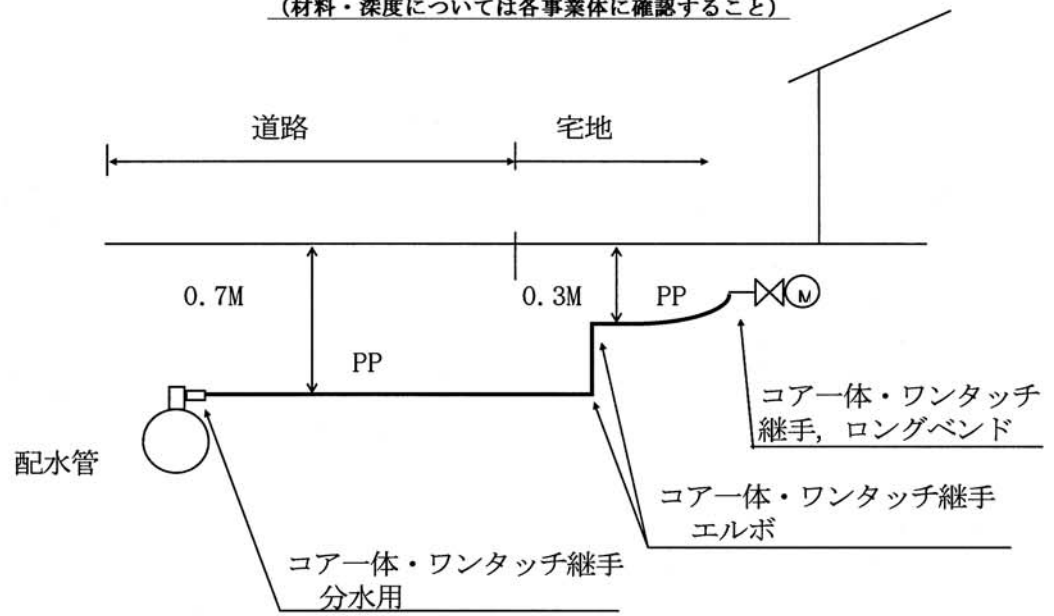 (材料・深度については各事業体に確認すること)
道路
宅地
0.7M
0.3M
PP
M
PP
コア一体・ワンタッチ
継手, ロングベンド
配水管
コア一体・ワンタッチ継手
エルボ
コア一体・ワンタッチ継手
分水用